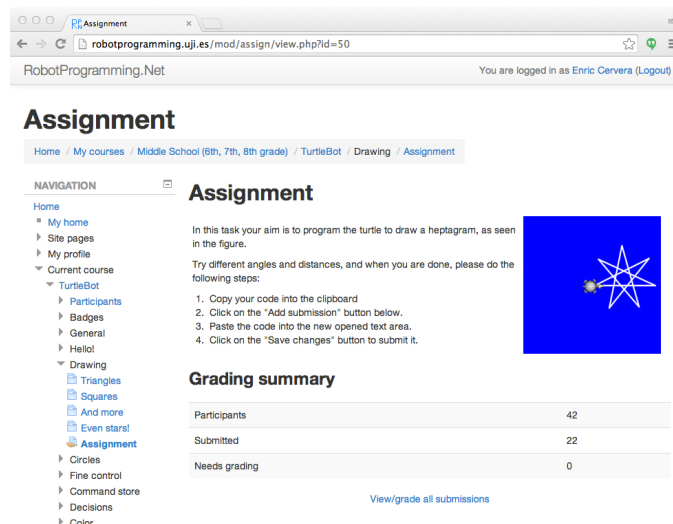 Assignment
robotprogramming.uji.es/mod/assign/view.php?id=50
RobotProgramming.Net
You are logged in as Enric Cervera (Logout)
Assignment
Home / My courses / Middle School (6th, 7th, 8th grade) / TurtleBot / Drawing / Assignment
NAVIGATION
Home
My home
Site pages
My profile
Current course
TurtleBot
Participants
Badges
General
Hello!
Drawing
Triangles
Squares
And more
Even stars!
Assignment
Circles
Fine control
Command store
Decisions
Color
Assignment
In this task your aim is to program the turtle to draw a heptagram, as seen
in the figure.
Try different angles and distances, and when you are done, please do the
following steps:
1. Copy your code into the clipboard
2. Click on the "Add submission" button below.
3. Paste the code into the new opened text area.
4. Click on the "Save changes" button to submit it.
Grading summary
Participants 42
Submitted 22
Needs grading 0
View/grade all submissions